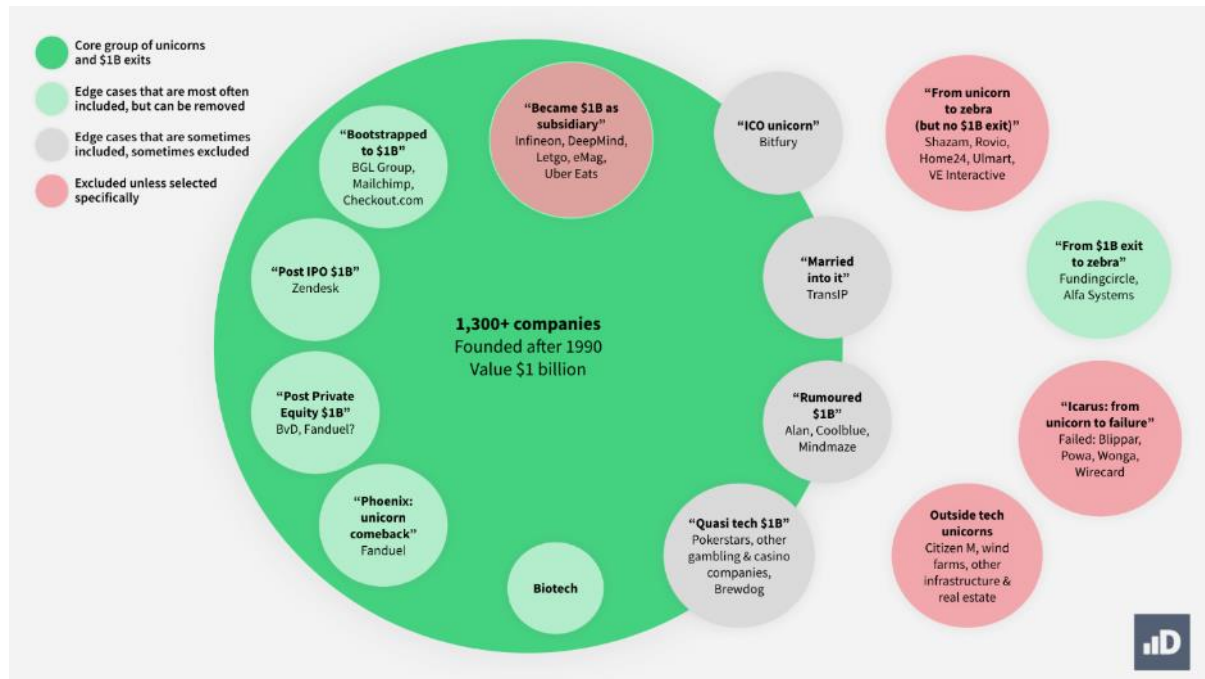 Core group of unicorns
and $1B exits
Edge cases that are most often
included, but can be removed
Edge cases that are sometimes
included, sometimes excluded
Excluded unless selected
specifically
“Bootstrapped
to $1B”
BGL Group,
Mailchimp,
Checkout.com
“Became $1B as
subsidiary”
Infineon, DeepMind,
Letgo, eMag,
Uber Eats
“ICO unicorn”
Bitfury
“From unicorn
to zebra
(but no $1B exit)”
Shazam, Rovio,
Home24, Ulmart,
VE Interactive
“Post IPO $1B”
Zendesk
“Married
into it”
TransIP
“From $1B exit
to zebra”
Fundingcircle,
Alfa Systems
1,300+ companies
Founded after 1990
Value $1 billion
“Post Private
Equity $1B”
BvD, Fanduel?
“Rumoured
$1B”
Alan, Coolblue,
Mindmaze
“Icarus: from
unicorn to failure”
Failed: Blippar,
Powa, Wonga,
Wirecard
“Phoenix:
unicorn
comeback”
Fanduel
Biotech
“Quasi tech $1B”
Pokerstars, other
gambling & casino
companies,
Brewdog
Outside tech
unicorns
Citizen M, wind
farms, other
infrastructure &
real estate
D